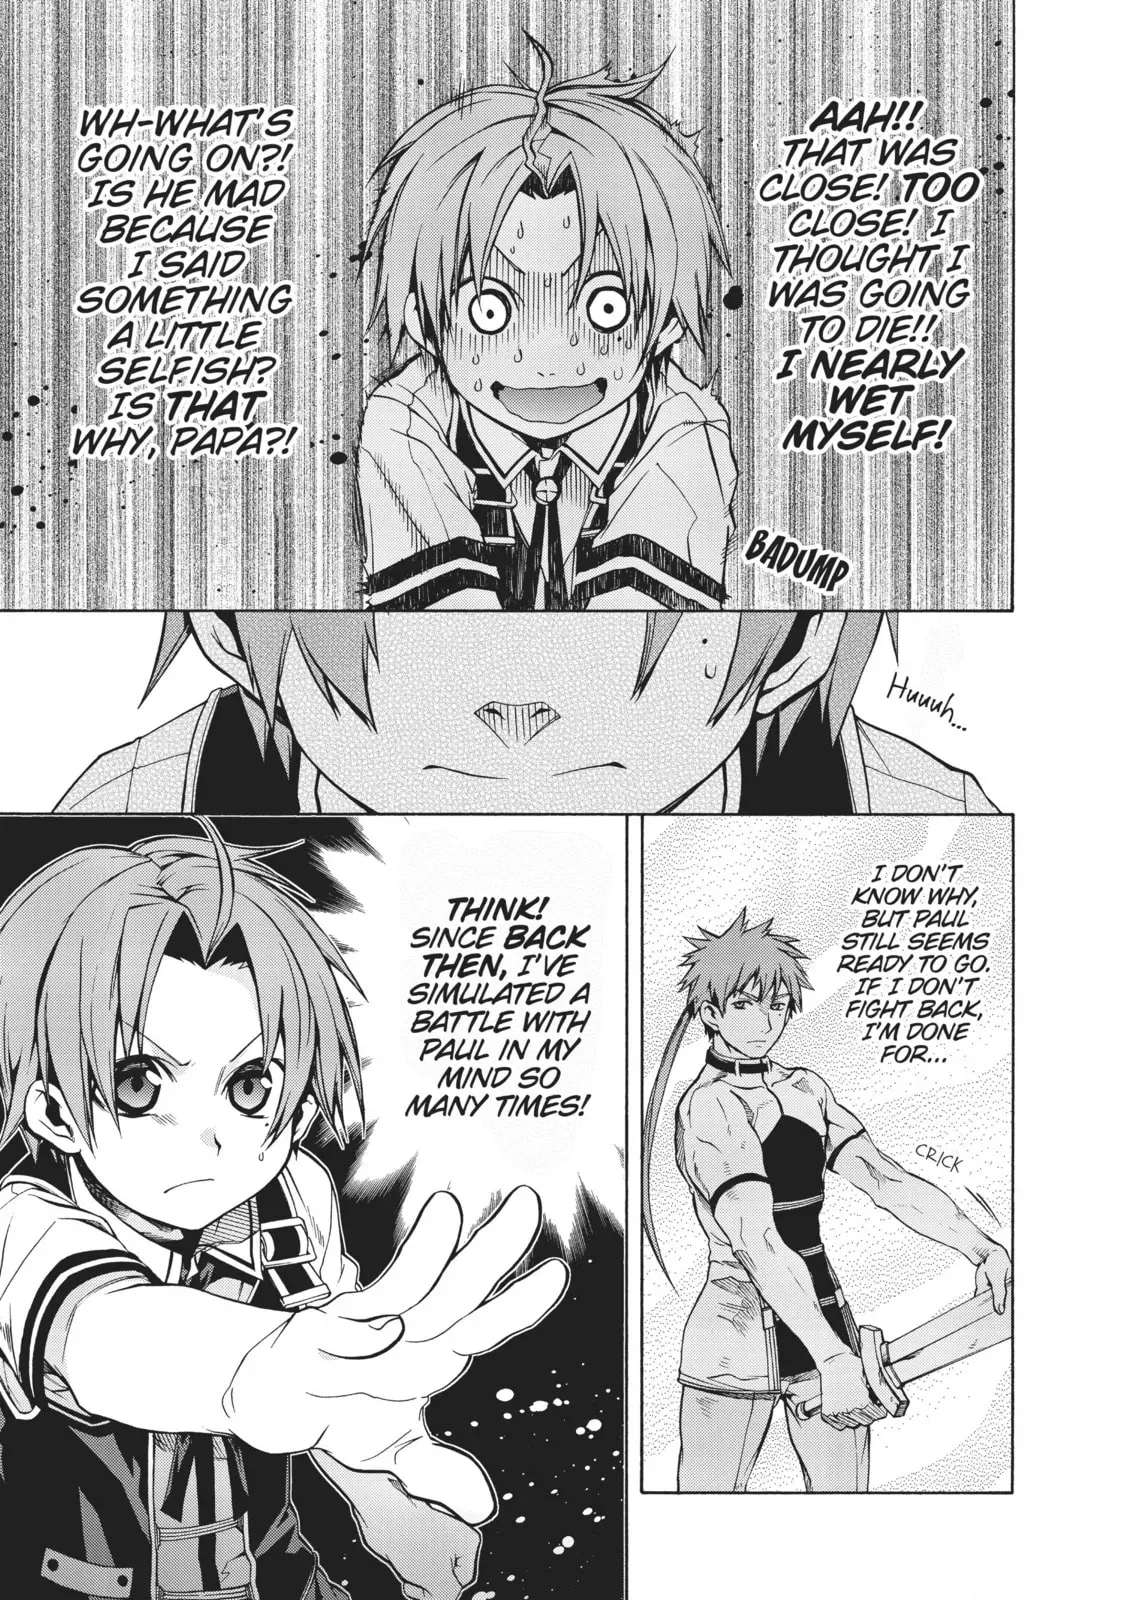 AAH!!
THAT WAS
CLOSE! TOO
CLOSE! I
THOUGHT I
WAS GOING
TO DIE!!
I NEARLY
WET
MYSELF!
BADUMP
WH-WHAT'S
GOING ON?!
IS HE MAD
BECAUSE
I SAID
SOMETHING
A LITTLE
SELFISH?
IS THAT
WHY, PAPA?!
Huuuh...
I DON'T
KNOW WHY,
BUT PAUL
STILL SEEMS
READY TO GO.
IF I DON'T
FIGHT BACK,
I'M DONE
FOR...
CRICK
THINK!
SINCE BACK
THEN, I'VE
SIMULATED A
BATTLE WITH
PAUL IN MY
MIND SO
MANY TIMES!